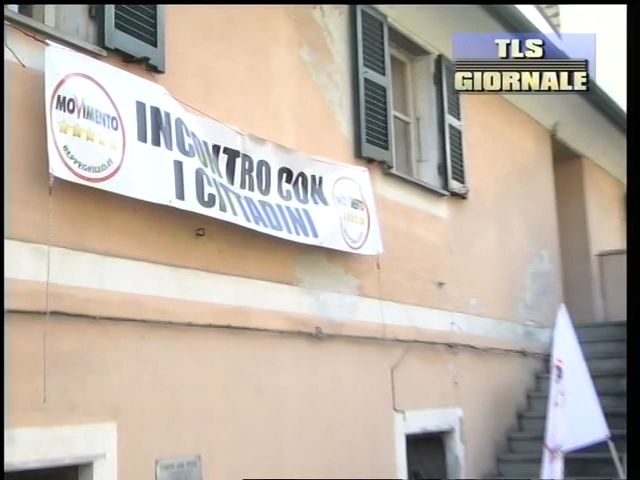 TLS
GIORNALE
MOVIMENTO
BEPPEGRILLO.IT
INCONTRO CON
I CITTADINI